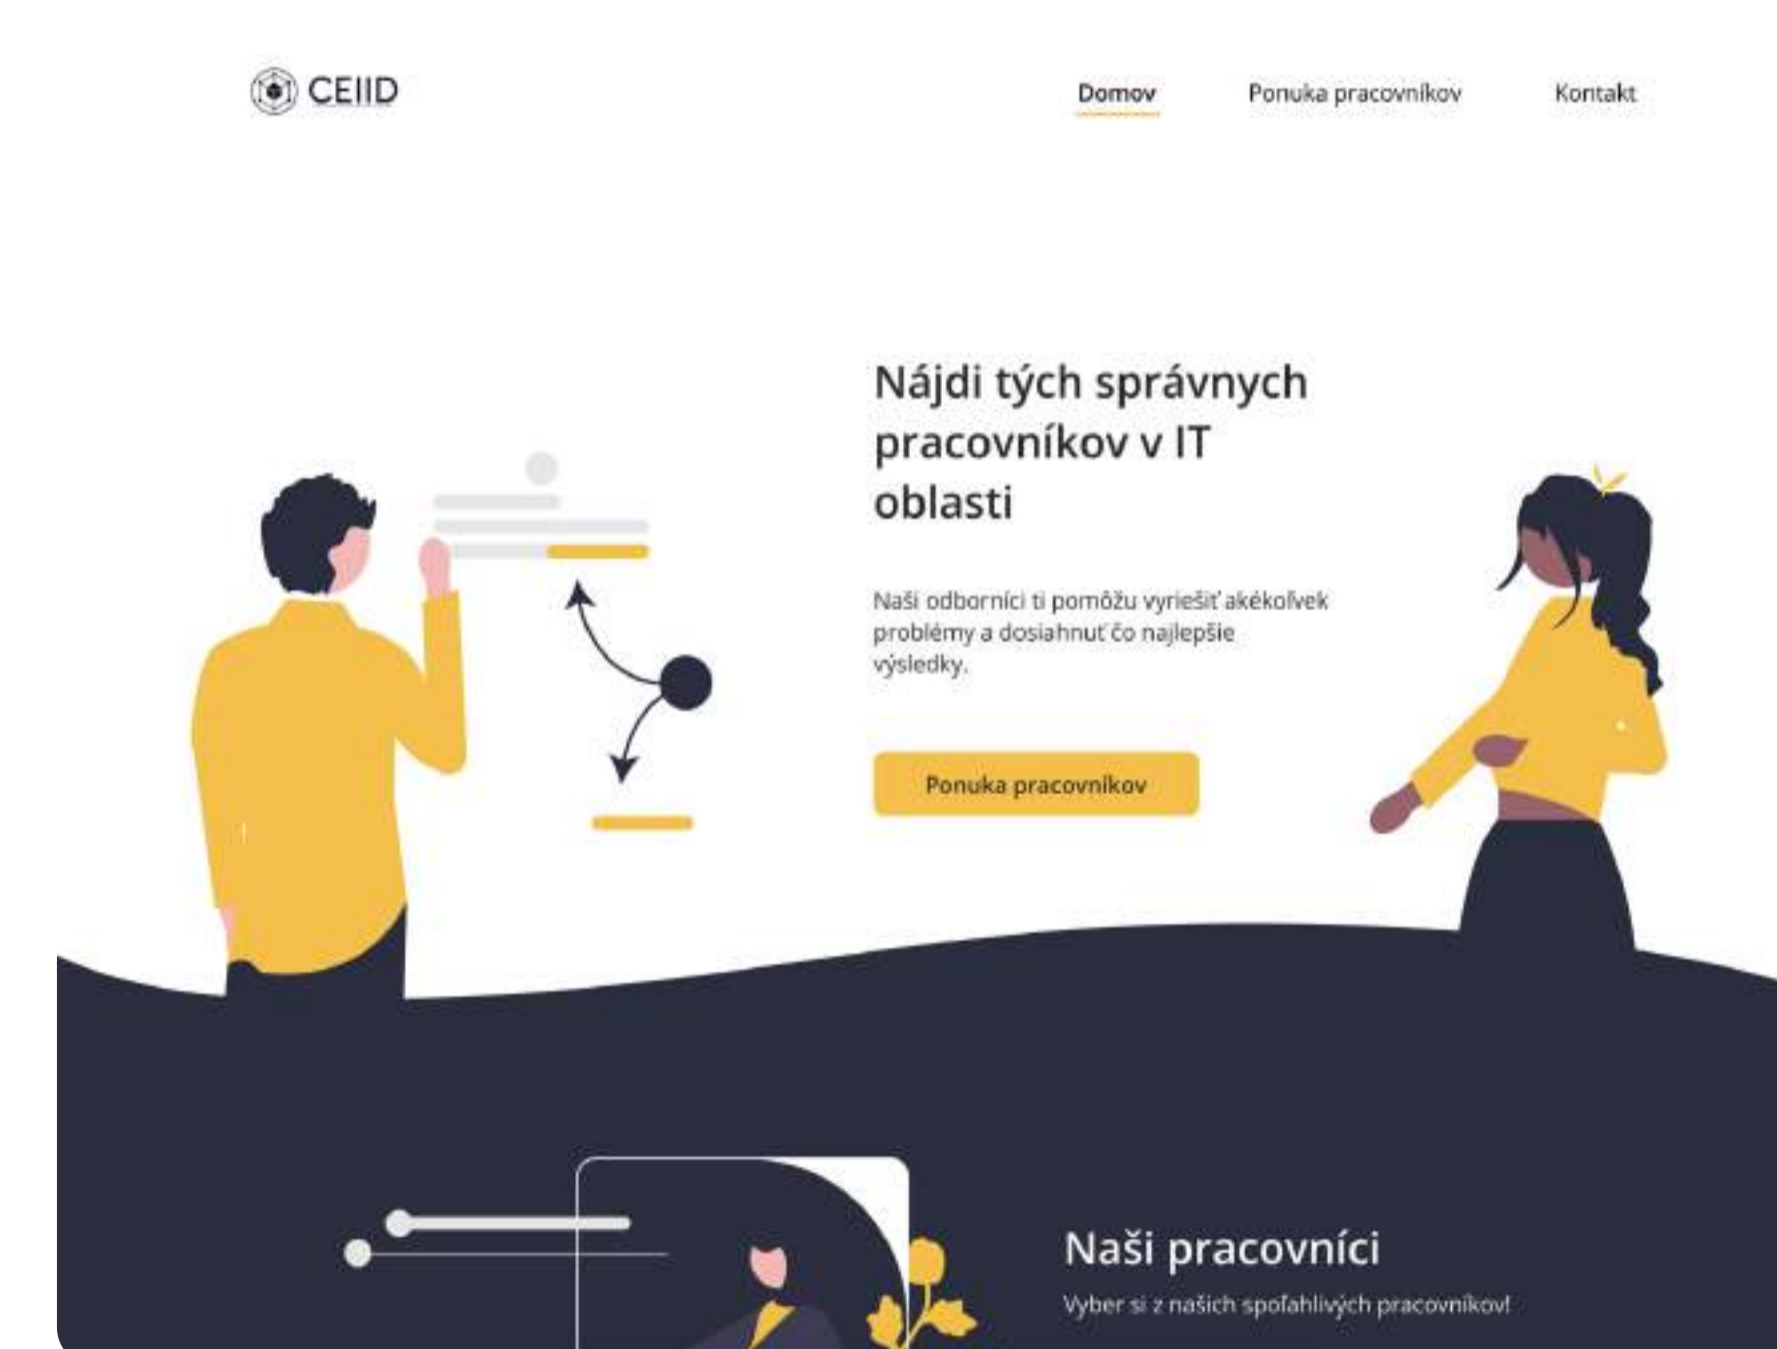 CEIID
Domov
Ponuka pracovníkov
Kontakt
Nájdi tých správnych
pracovníkov v IT
oblasti
Naši odborníci ti pomôžu vyriešiť akékoľvek
problémy a dosiahnuť čo najlepšie
výsledky.
Ponuka pracovníkov
Naši pracovníci
Vyber si z našich spoľahlivých pracovníkov!